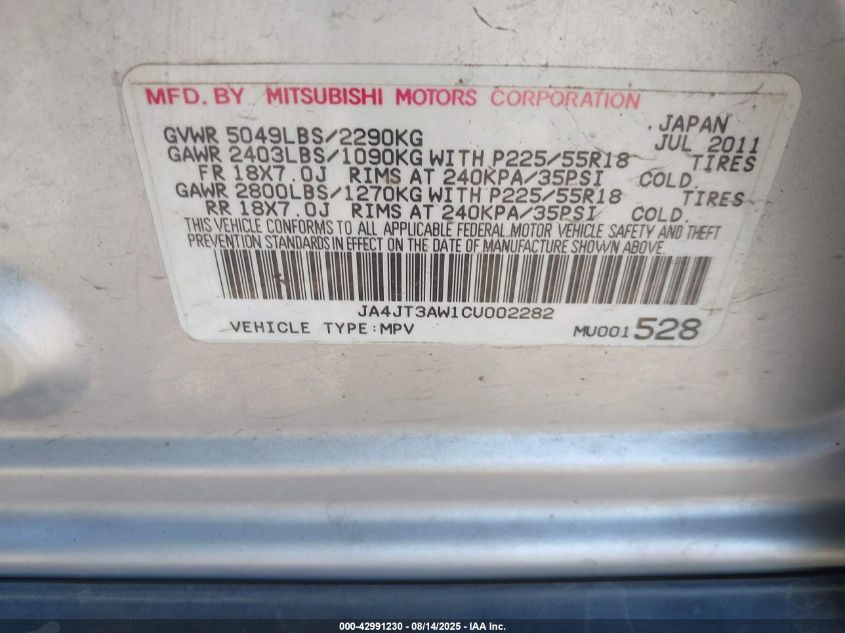 MFD. BY MITSUBISHI MOTORS CORPORATION
JAPAN
GVWR 5049LBS/2290KG JUL 2011
GAWR 2403LBS/1090KG WITH P225/55R18 TIRES
FR 18X7.0J RIMS AT 240KPA/35PSI COLD.
GAWR 2800LBS/1270KG WITH P225/55R18 TIRES
RR 18X7.0J RIMS AT 240KPA/35PSI COLD.
THIS VEHICLE CONFORMS TO ALL APPLICABLE FEDERAL MOTOR VEHICLE SAFETY AND THEFT
PREVENTION STANDARDS IN EFFECT ON THE DATE OF MANUFACTURE SHOWN ABOVE.
JA4JT3AW1CU002282
VEHICLE TYPE:MPV MU001528
000-42991230 - 08/14/2025 - IAA Inc.